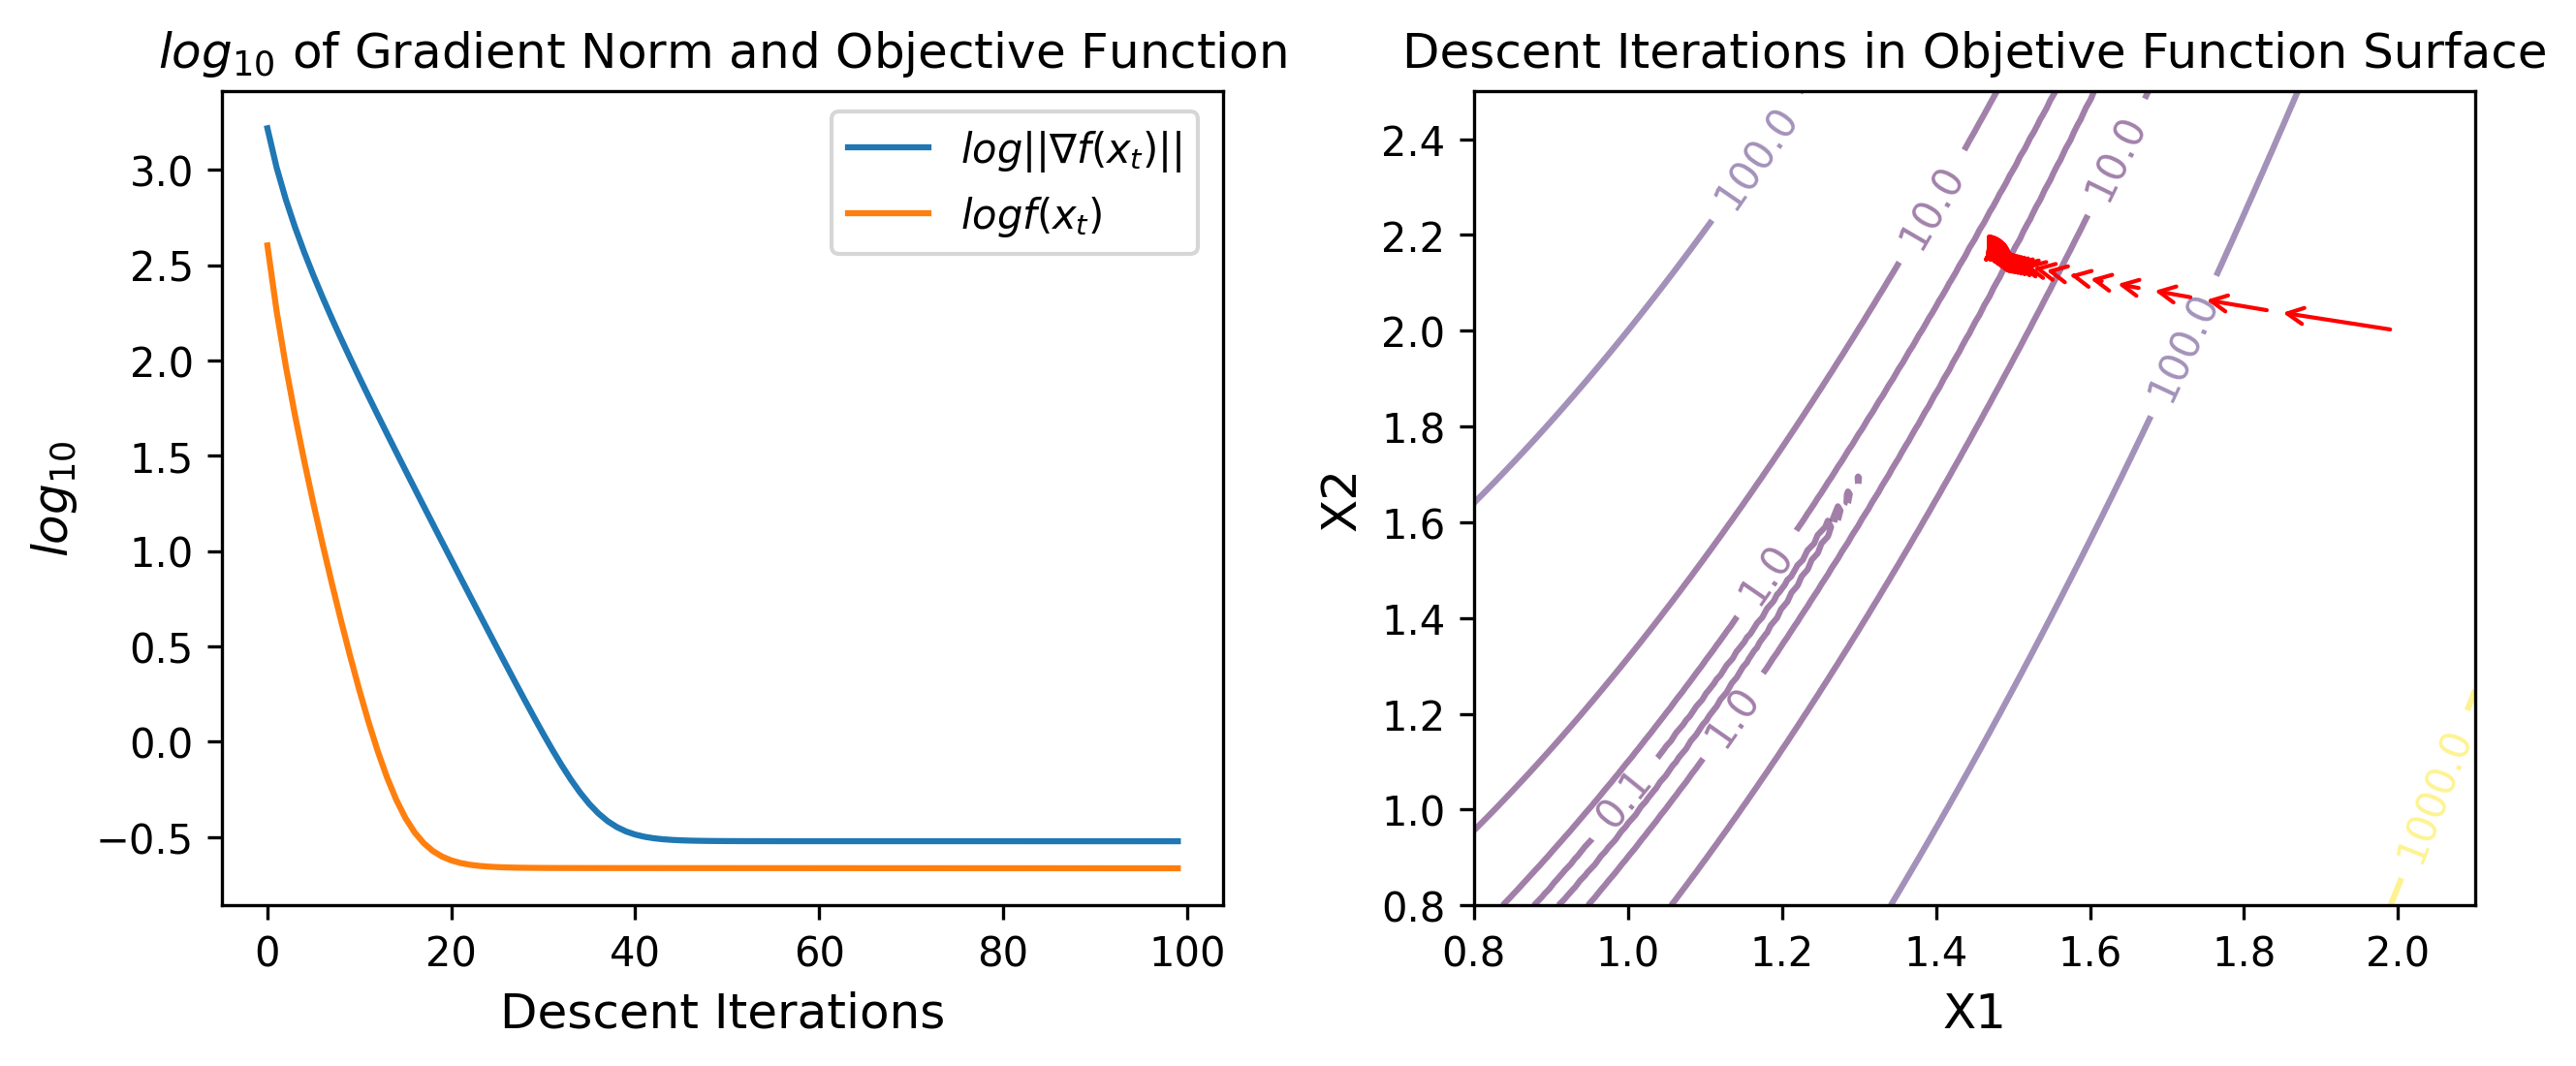 log₁₀ of Gradient Norm and Objective Function
log||∇f(xₜ)||
logf(xₜ)
3.0
2.5
2.0
1.5
1.0
0.5
0.0
−0.5
log₁₀
0 20 40 60 80 100
Descent Iterations
Descent Iterations in Objetive Function Surface
2.4
2.2
2.0
1.8
1.6
1.4
1.2
1.0
0.8
X2
100.0
10.0
10.0
100.0
1.0
1.0
0.1
1000.0
0.8 1.0 1.2 1.4 1.6 1.8 2.0
X1